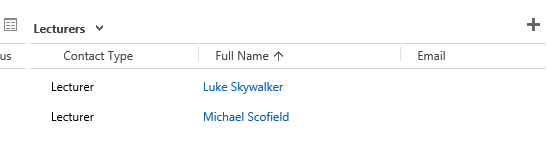 Lecturers
us Contact Type Full Name Email
Lecturer Luke Skywalker
Lecturer Michael Scofield